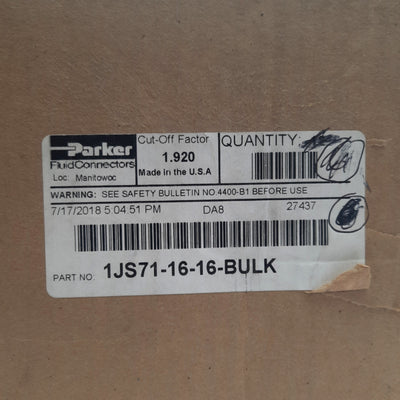 Parker
FluidConnectors
Loc: Manitowoc
Cut-Off Factor
1.920
Made in the U.S.A
QUANTITY:
WARNING: SEE SAFETY BULLETIN NO.4400-B1 BEFORE USE
7/17/2018 5:04:51 PM DA8 27437
PART NO: 1JS71-16-16-BULK